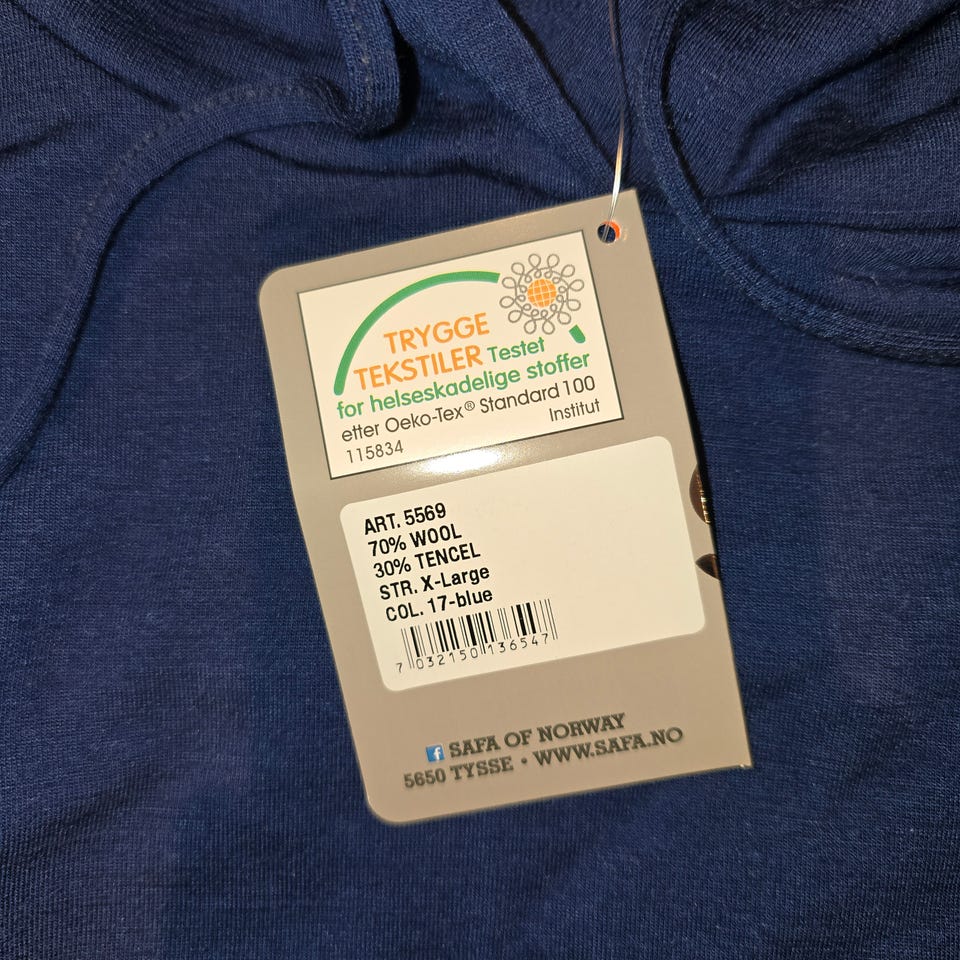 TRYGGE
TEKSTILER Testet
for helseskadelige stoffer
etter Oeko-Tex® Standard 100
115834 Institut
ART. 5569
70% WOOL
30% TENCEL
STR. X-Large
COL. 17-blue
7 032150 136547
f SAFA OF NORWAY
5650 TYSSE • WWW.SAFA.NO